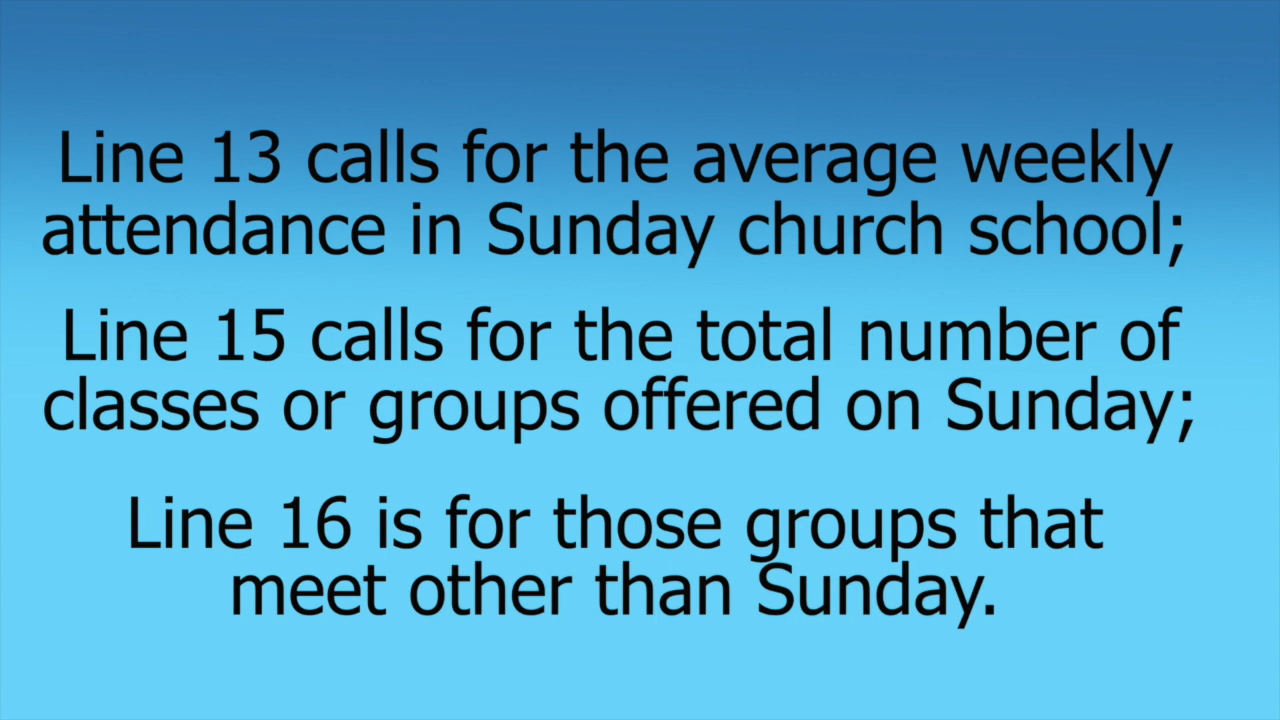 Line 13 calls for the average weekly
attendance in Sunday church school;
Line 15 calls for the total number of
classes or groups offered on Sunday;
Line 16 is for those groups that
meet other than Sunday.